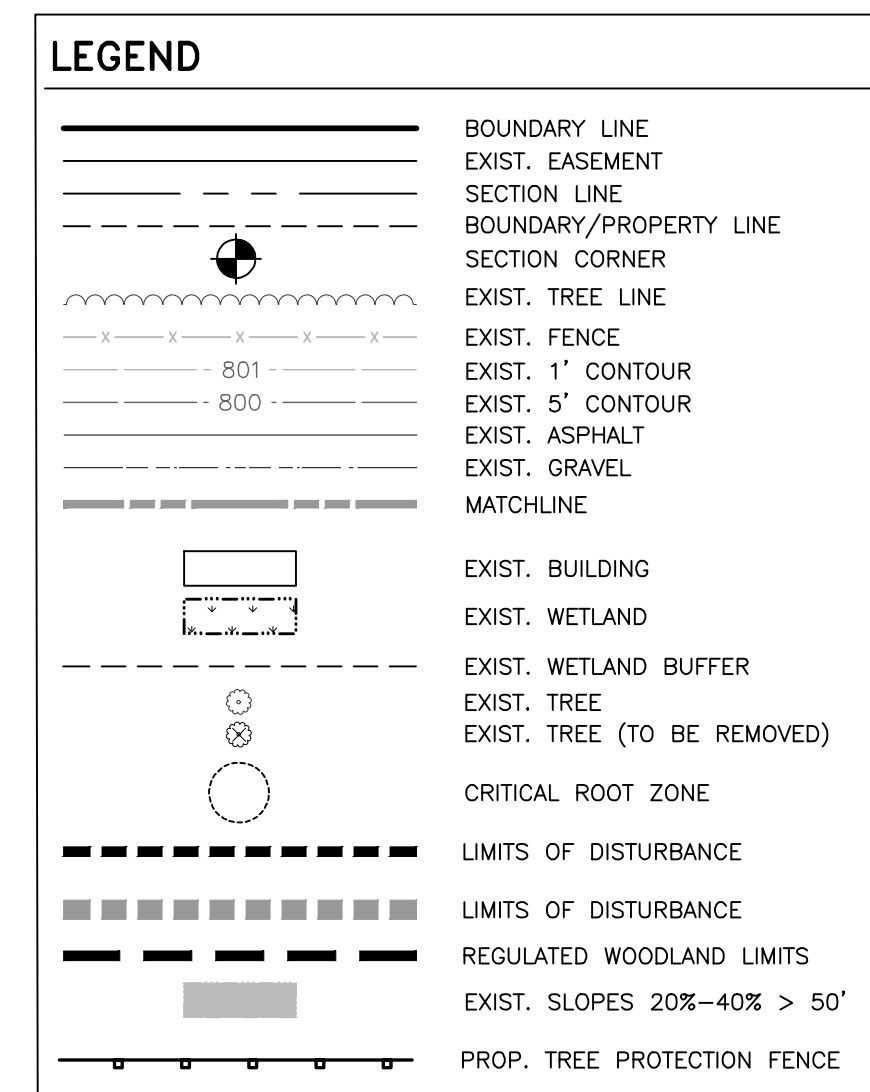 LEGEND
BOUNDARY LINE
EXIST. EASEMENT
SECTION LINE
BOUNDARY/PROPERTY LINE
SECTION CORNER
EXIST. TREE LINE
x x x x x EXIST. FENCE
801 EXIST. 1' CONTOUR
800 EXIST. 5' CONTOUR
EXIST. ASPHALT
EXIST. GRAVEL
MATCHLINE
EXIST. BUILDING
EXIST. WETLAND
EXIST. WETLAND BUFFER
EXIST. TREE
EXIST. TREE (TO BE REMOVED)
CRITICAL ROOT ZONE
LIMITS OF DISTURBANCE
LIMITS OF DISTURBANCE
REGULATED WOODLAND LIMITS
EXIST. SLOPES 20%-40% > 50'
PROP. TREE PROTECTION FENCE